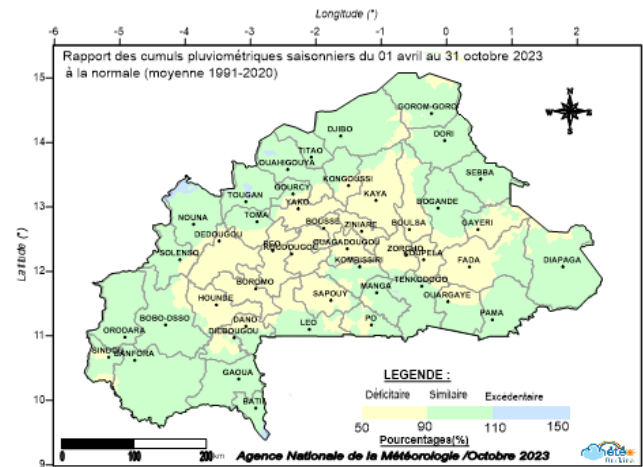 Longitude (°)
-6 -5 -4 -3 -2 -1 0 1 2
Rapport des cumuls pluviométriques saisonniers du 01 avril au 31 octobre 2023
à la normale (moyenne 1991-2020)
15
N
W E
S
GOROM-GORO
DJIBO
DORI
14
TITAO
OUAHIGOUYA
SEBBA
KONGOUSSI
GOURCY
KAYA
TOUGAN
YAKO
BOGANDE
13
NOUNA
TOMA
BOUSSE
ZINIARE
BOULSA
GAYERI
DEDOUGOU
REO
KOUDOUGOU
OUAGADOUGOU
ZORGHO
KOUPELA
SOLENSO
KOMBISSIRI
FADA
DIAPAGA
Latitude (°)
12
TENKODOGO
BOROMO
MANGA
HOUNDE
SAPOUY
OUARGAYE
DANO
PAMA
BOBO-DSSO
LEO
PO
ORODARA
DIEBOUGOU
11
SINDOU
BANFORA
GAOUA
BATIE
10
9
LEGENDE :
Déficitaire Similaire Excédentaire
50 90 110 150
Pourcentages(%)
0 100 200 km
Agence Nationale de la Météorologie /Octobre 2023
météo